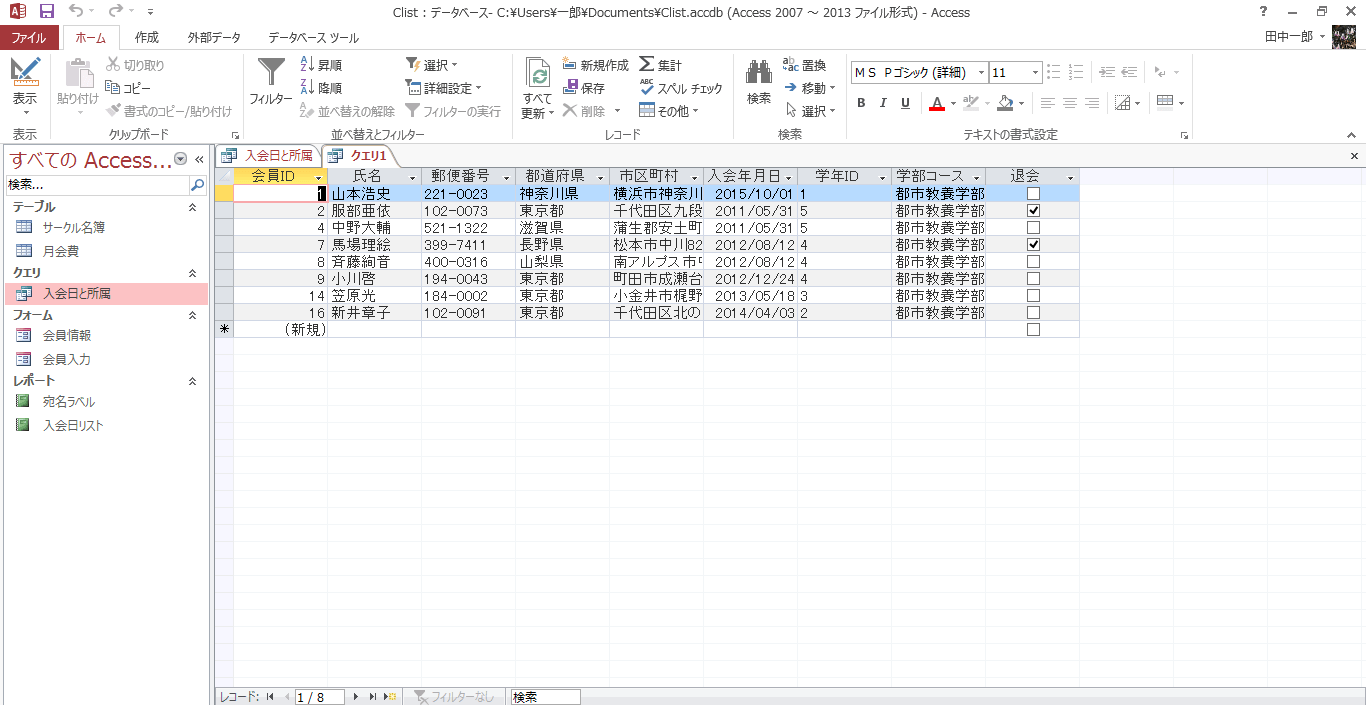 Clist : データベース- C:¥Users¥一郎¥Documents¥Clist.accdb (Access 2007 ～ 2013 ファイル形式) - Access
?
ファイル ホーム 作成 外部データ データベース ツール 田中一郎
表示
貼り付け
切り取り
コピー
書式のコピー/貼り付け
フィルター
昇順
降順
並べ替えの解除
選択
詳細設定
フィルターの実行
すべて
更新
新規作成
保存
削除
集計
スペル チェック
その他
検索
置換
移動
選択
ＭＳ Ｐゴシック (詳細) 11
B I U A
表示 クリップボード 並べ替えとフィルター レコード 検索 テキストの書式設定
すべての Access...
検索...
テーブル
サークル名簿
月会費
クエリ
入会日と所属
フォーム
会員情報
会員入力
レポート
宛名ラベル
入会日リスト
入会日と所属 クエリ1
会員ID 氏名 郵便番号 都道府県 市区町村 入会年月日 学年ID 学部コース 退会
1 山本浩史 221-0023 神奈川県 横浜市神奈川 2015/10/01 1 都市教養学部
2 服部亜依 102-0073 東京都 千代田区九段 2011/05/31 5 都市教養学部
4 中野大輔 521-1322 滋賀県 蒲生郡安土町 2011/05/31 5 都市教養学部
7 馬場理絵 399-7411 長野県 松本市中川82 2012/08/12 4 都市教養学部
8 斉藤絢音 400-0316 山梨県 南アルプス市 2012/08/12 4 都市教養学部
9 小川啓 194-0043 東京都 町田市成瀬台 2012/12/24 4 都市教養学部
14 笠原光 184-0002 東京都 小金井市梶野 2013/05/18 3 都市教養学部
16 新井章子 102-0091 東京都 千代田区北の 2014/04/03 2 都市教養学部
* (新規)
レコード: 1 / 8 フィルターなし 検索